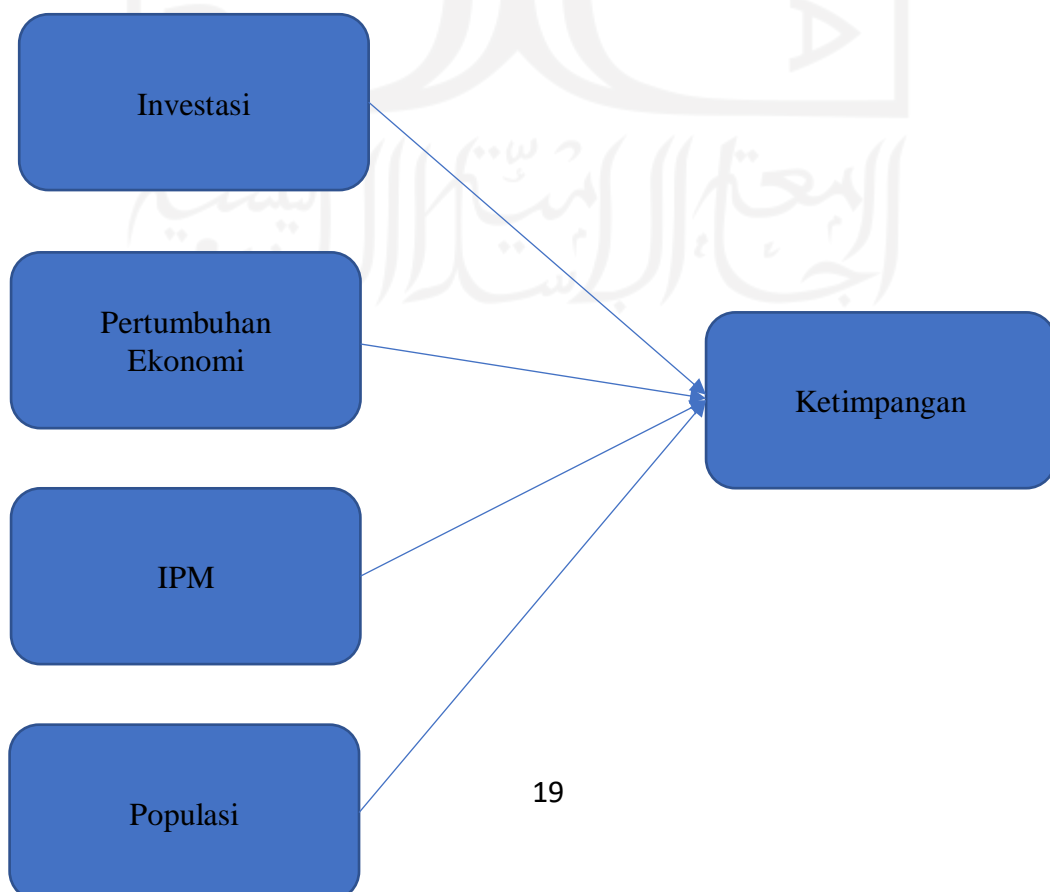 Investasi
Pertumbuhan
Ekonomi
Ketimpangan
IPM
Populasi
19